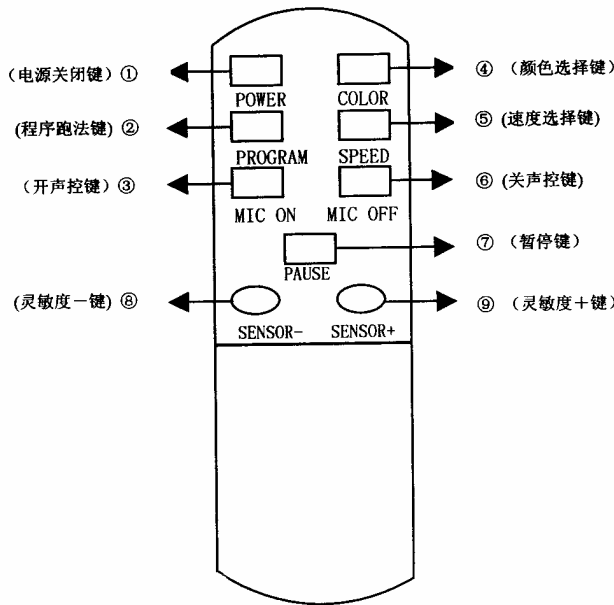 (电源关闭键)①
④ (颜色选择键)
POWER
COLOR
(程序跑法键)②
⑤(速度选择键)
PROGRAM
SPEED
(开声控键)③
⑥(关声控键)
MIC ON
MIC OFF
⑦ (暂停键)
PAUSE
(灵敏度－键)⑧
⑨ (灵敏度＋键)
SENSOR-
SENSOR+